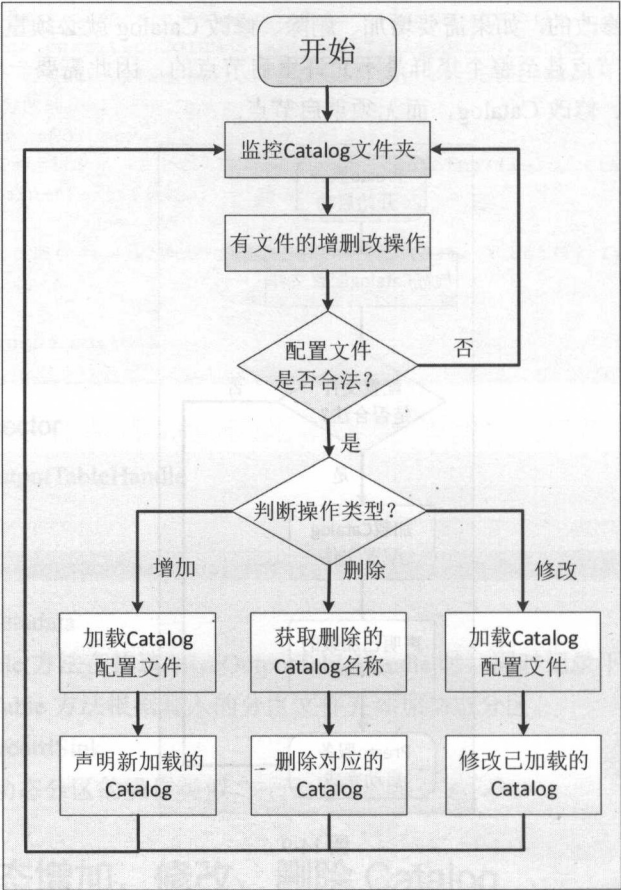 开始
监控Catalog文件夹
有文件的增删改操作
配置文件
是否合法？
否
是
判断操作类型？
增加
删除
修改
加载Catalog
配置文件
获取删除的
Catalog名称
加载Catalog
配置文件
声明新加载的
Catalog
删除对应的
Catalog
修改已加载的
Catalog